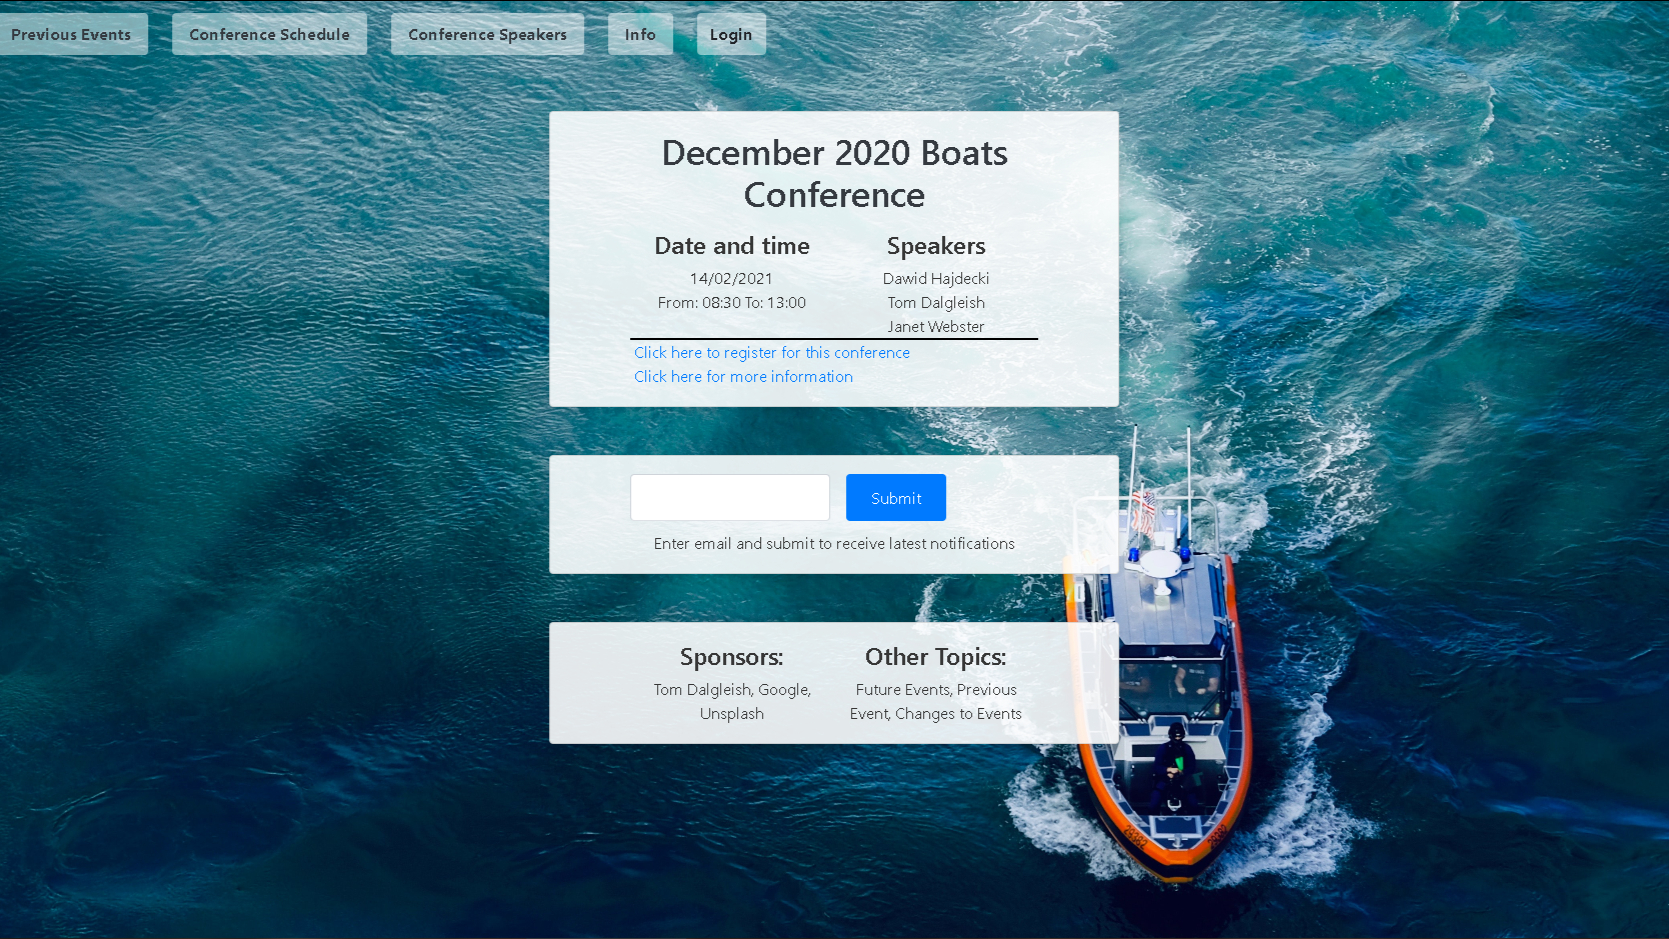 Previous Events
Conference Schedule
Conference Speakers
Info
Login
December 2020 Boats
Conference
Date and time
14/02/2021
From: 08:30 To: 13:00
Speakers
Dawid Hajdecki
Tom Dalgleish
Janet Webster
Click here to register for this conference
Click here for more information
Submit
Enter email and submit to receive latest notifications
Sponsors:
Tom Dalgleish, Google,
Unsplash
Other Topics:
Future Events, Previous
Event, Changes to Events